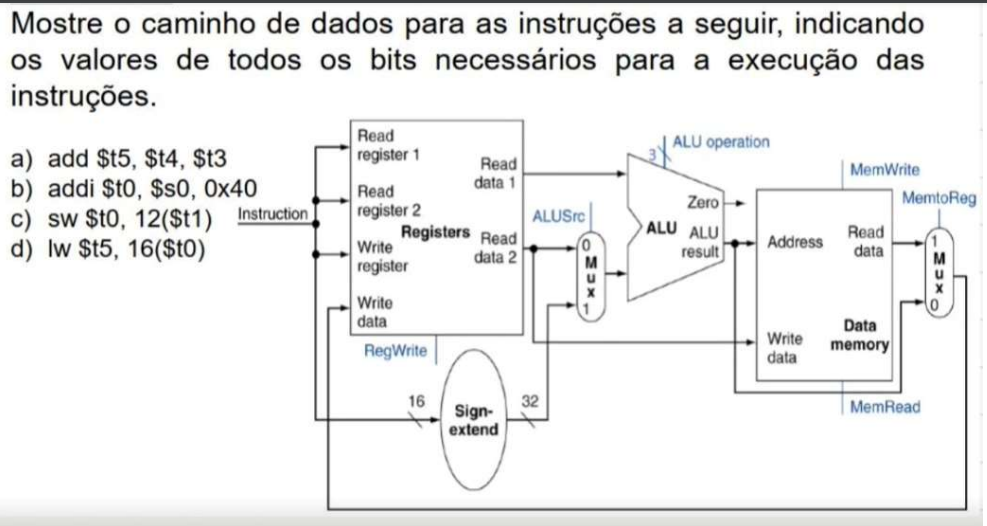 Mostre o caminho de dados para as instruções a seguir, indicando
os valores de todos os bits necessários para a execução das
instruções.
a) add $t5, $t4, $t3
b) addi $t0, $s0, 0x40
c) sw $t0, 12($t1)
d) lw $t5, 16($t0)
Instruction
Read
register 1
Read
register 2
Registers
Write
register
Write
data
Read
data 1
Read
data 2
RegWrite
16
Sign-
extend
32
ALUSrc
0
M
u
x
1
3
ALU operation
Zero
ALU
ALU
result
MemWrite
Address
Read
data
Write
data
Data
memory
MemRead
MemtoReg
1
M
u
x
0